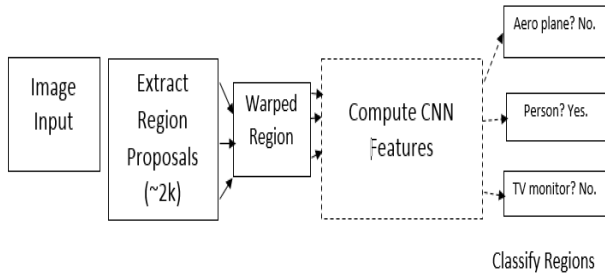 Image
Input
Extract
Region
Proposals
(~2k)
Warped
Region
Compute CNN
Features
Aero plane? No.
Person? Yes.
TV monitor? No.
Classify Regions